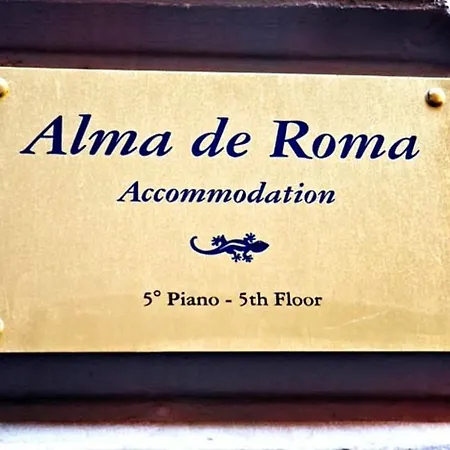 Alma de Roma
Accommodation
5° Piano - 5th Floor